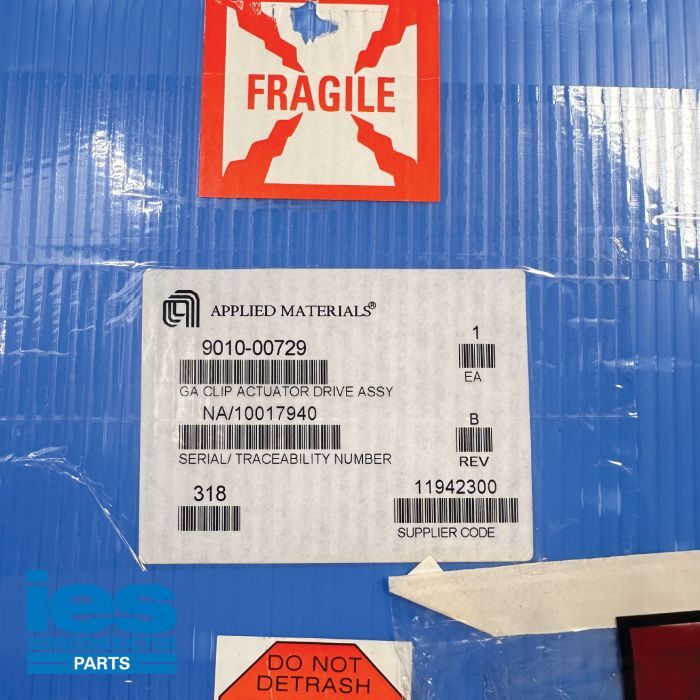 FRAGILE
APPLIED MATERIALS®
9010-00729
1
EA
GA CLIP ACTUATOR DRIVE ASSY
NA/10017940
B
REV
SERIAL/ TRACEABILITY NUMBER
318
11942300
SUPPLIER CODE
ies
SEMICONDUCTOR
PARTS
DO NOT
DETRASH